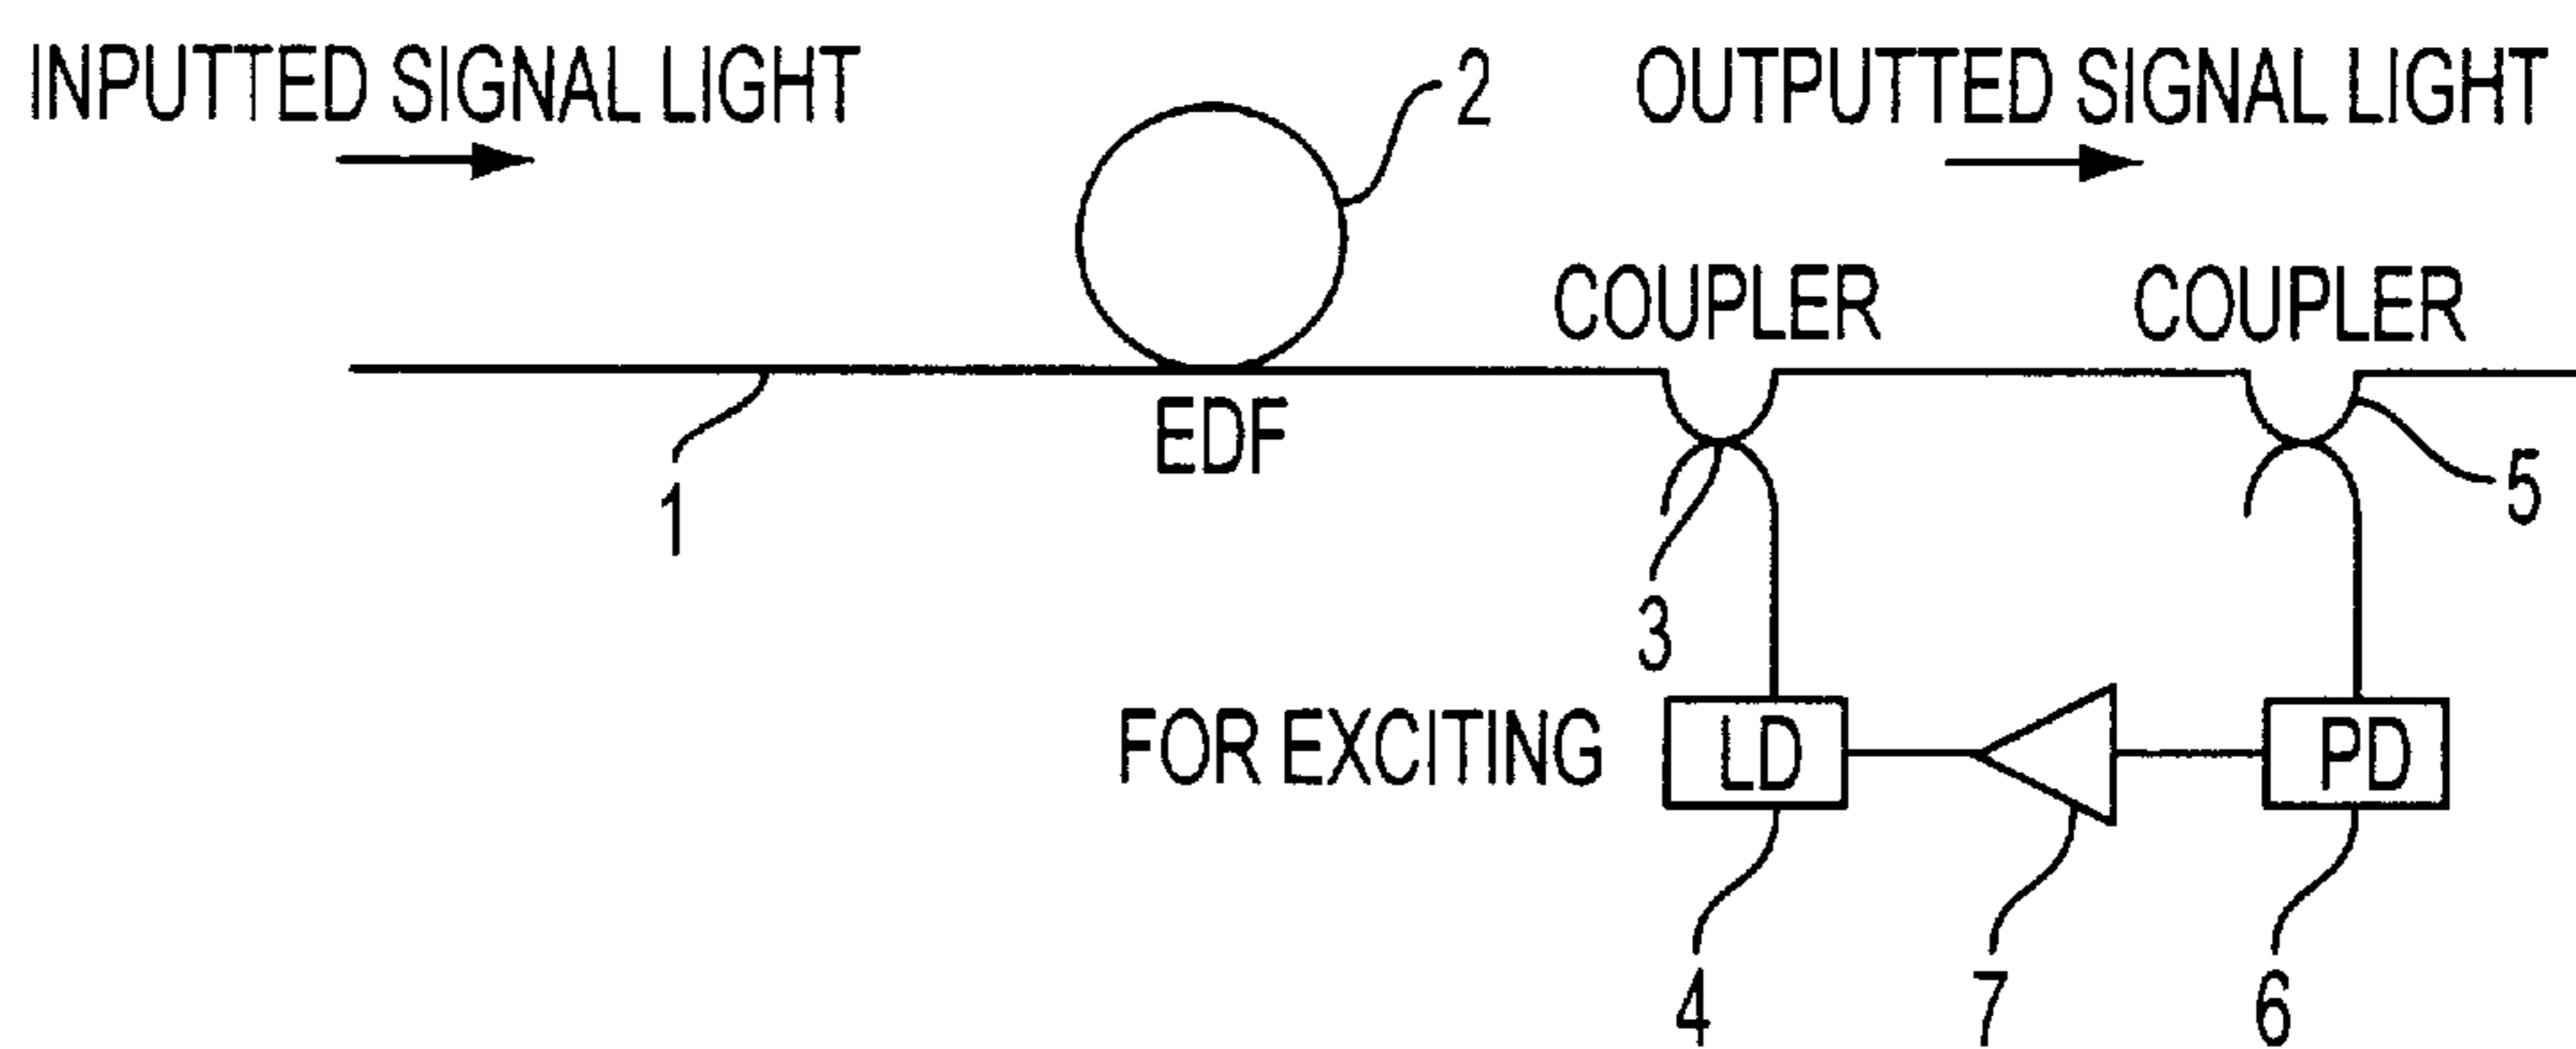 INPUTTED SIGNAL LIGHT
2
OUTPUTTED SIGNAL LIGHT
COUPLER
COUPLER
EDF
1
5
3
FOR EXCITING
LD
PD
4
7
6